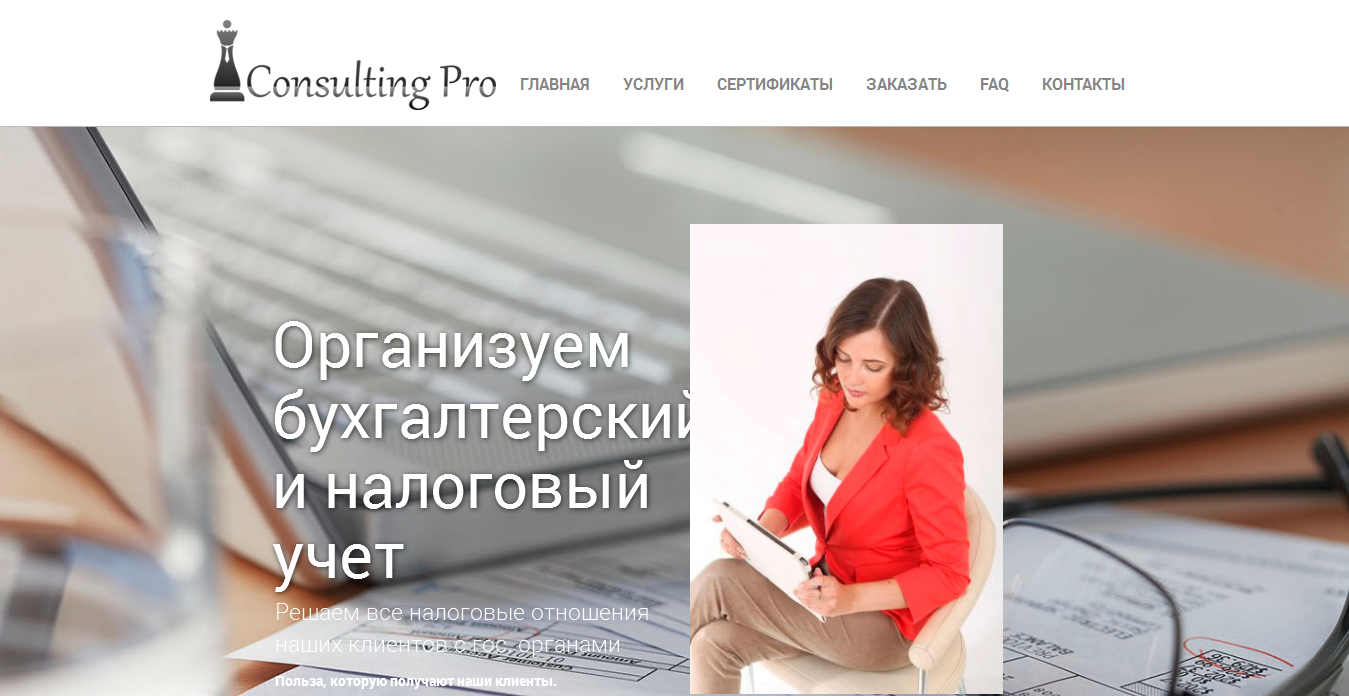 Consulting Pro
ГЛАВНАЯ УСЛУГИ СЕРТИФИКАТЫ ЗАКАЗАТЬ FAQ КОНТАКТЫ
Организуем
бухгалтерский
и налоговый
учет
Решаем все налоговые отношения
наших клиентов с гос. органами
Польза, которую получают наши клиенты.